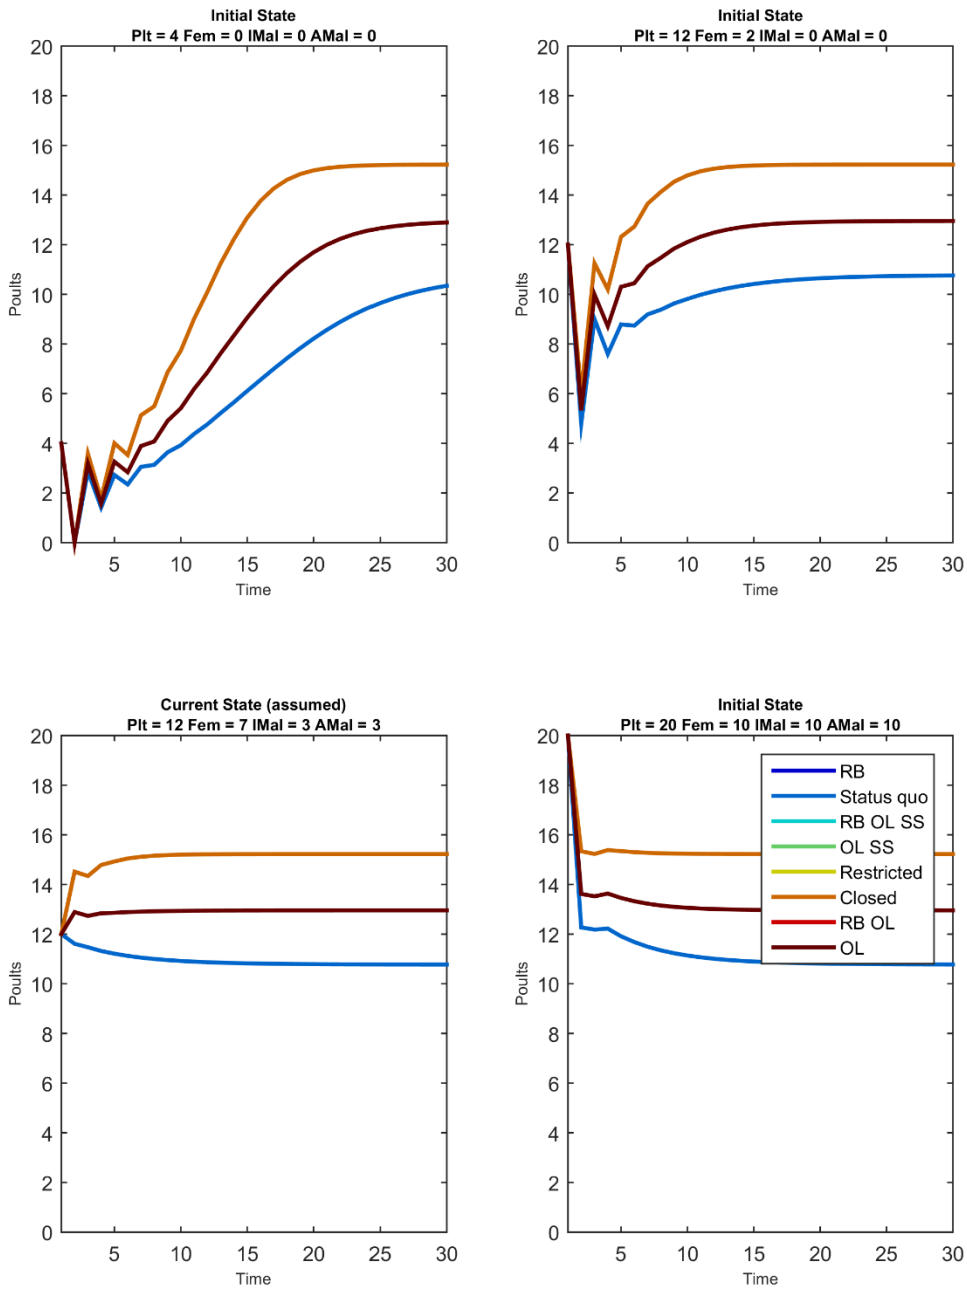 Initial State
Plt = 4 Fem = 0 IMal = 0 AMal = 0
20
18
16
14
12
10
8
6
4
2
0
Poults
5 10 15 20 25 30
Time
Initial State
Plt = 12 Fem = 2 IMal = 0 AMal = 0
20
18
16
14
12
10
8
6
4
2
0
Poults
5 10 15 20 25 30
Time
Current State (assumed)
Plt = 12 Fem = 7 IMal = 3 AMal = 3
20
18
16
14
12
10
8
6
4
2
0
Poults
5 10 15 20 25 30
Time
Initial State
Plt = 20 Fem = 10 IMal = 10 AMal = 10
20
18
16
14
12
10
8
6
4
2
0
Poults
5 10 15 20 25 30
Time
RB
Status quo
RB OL SS
OL SS
Restricted
Closed
RB OL
OL